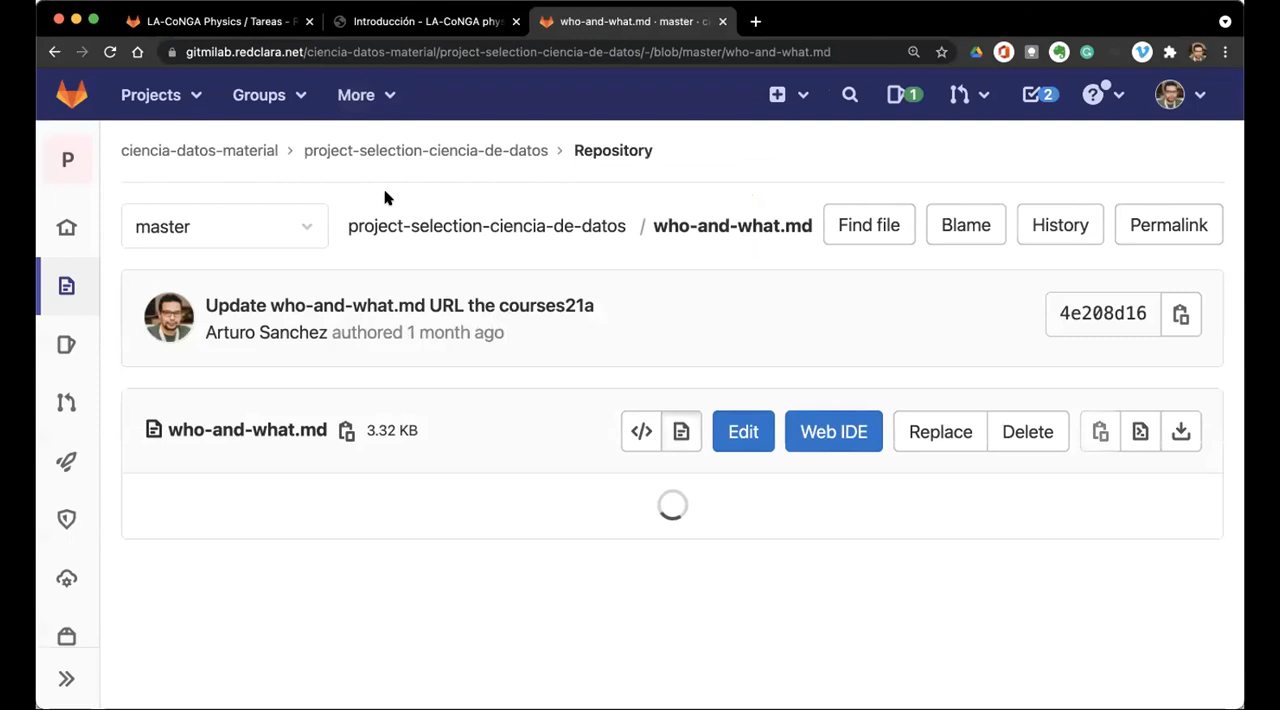 LA-CoNGA Physics / Tareas -
Introducción - LA-CoNGA phys
who-and-what.md · master · ci
gitmilab.redclara.net/ciencia-datos-material/project-selection-ciencia-de-datos/-/blob/master/who-and-what.md
Projects Groups More 1 2
ciencia-datos-material > project-selection-ciencia-de-datos > Repository
P
master project-selection-ciencia-de-datos / who-and-what.md Find file Blame History Permalink
Update who-and-what.md URL the courses21a
Arturo Sanchez authored 1 month ago
4e208d16
who-and-what.md 3.32 KB Edit Web IDE Replace Delete